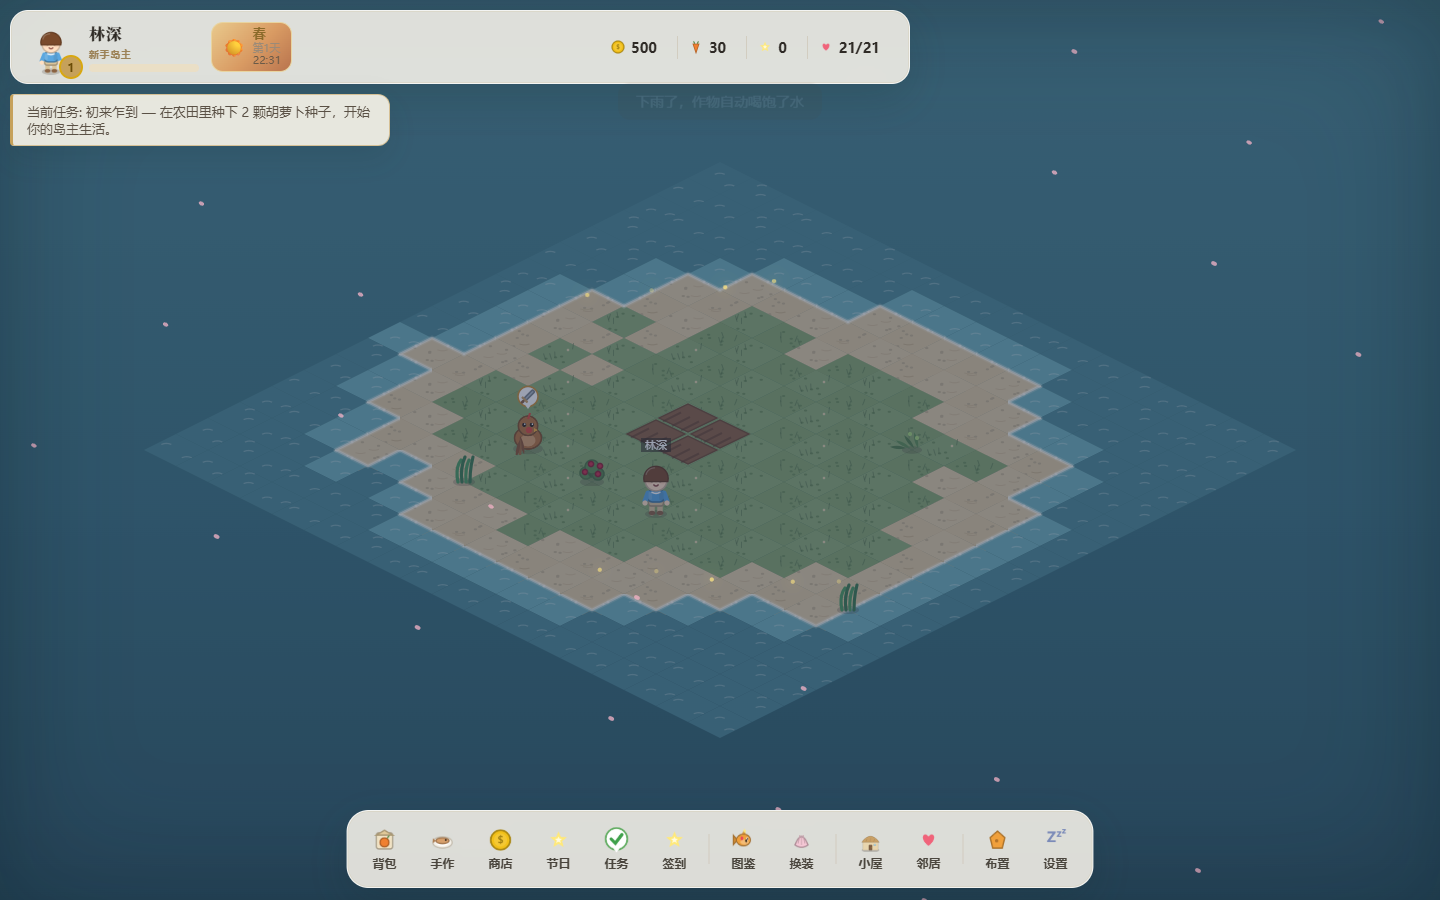 林深
新手岛主
1
春
第1天
22:31
500
30
0
21/21
下雨了，作物自动喝饱了水
当前任务: 初来乍到 — 在农田里种下 2 颗胡萝卜种子，开始
你的岛主生活。
林深
背包
手作
商店
节日
任务
签到
图鉴
换装
小屋
邻居
布置
设置